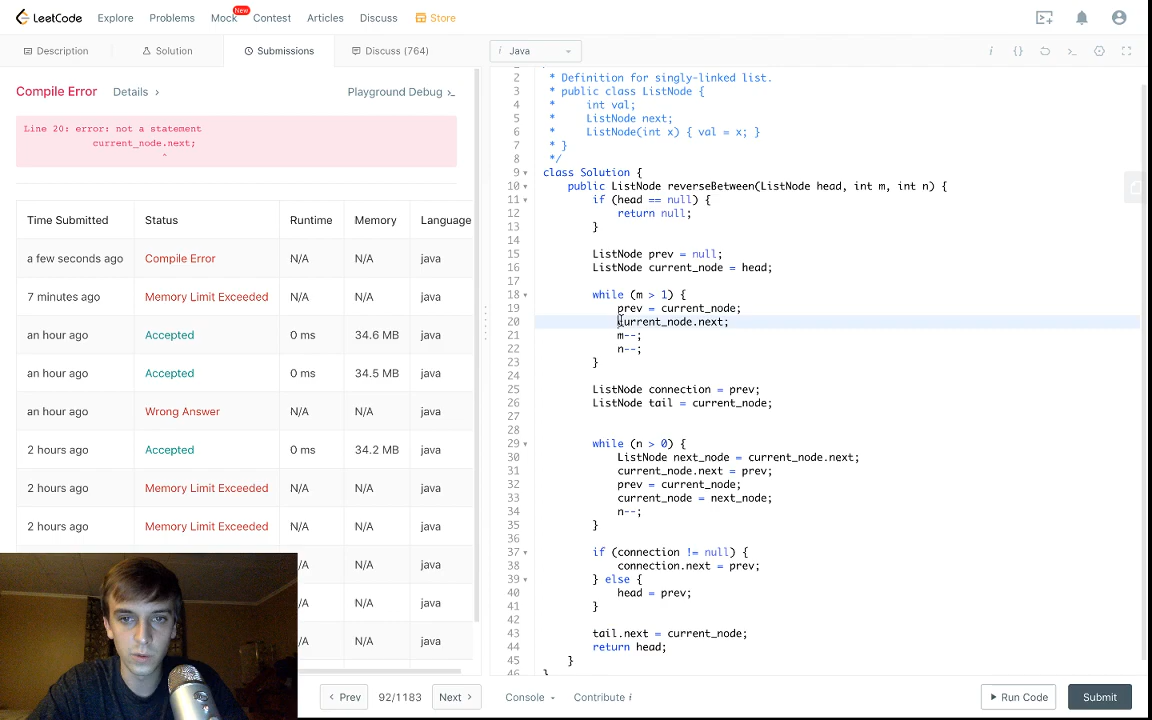 LeetCode
Explore
Problems
Mock
New
Contest
Articles
Discuss
Store
Description
Solution
Submissions
Discuss (764)
i Java
i {}
Compile Error
Details >
Playground Debug >_
Line 20: error: not a statement
current_node.next;
^
Time Submitted Status Runtime Memory Language
a few seconds ago Compile Error N/A N/A java
7 minutes ago Memory Limit Exceeded N/A N/A java
an hour ago Accepted 0 ms 34.6 MB java
an hour ago Accepted 0 ms 34.5 MB java
an hour ago Wrong Answer N/A N/A java
2 hours ago Accepted 0 ms 34.2 MB java
2 hours ago Memory Limit Exceeded N/A N/A java
2 hours ago Memory Limit Exceeded N/A N/A java
N/A java
N/A java
N/A java
2 * Definition for singly-linked list.
3 * public class ListNode {
4 * int val;
5 * ListNode next;
6 * ListNode(int x) { val = x; }
7 * }
8 */
9 class Solution {
10 public ListNode reverseBetween(ListNode head, int m, int n) {
11 if (head == null) {
12 return null;
13 }
14
15 ListNode prev = null;
16 ListNode current_node = head;
17
18 while (m > 1) {
19 prev = current_node;
20 current_node.next;
21 m--;
22 n--;
23 }
24
25 ListNode connection = prev;
26 ListNode tail = current_node;
27
28
29 while (n > 0) {
30 ListNode next_node = current_node.next;
31 current_node.next = prev;
32 prev = current_node;
33 current_node = next_node;
34 n--;
35 }
36
37 if (connection != null) {
38 connection.next = prev;
39 } else {
40 head = prev;
41 }
42
43 tail.next = current_node;
44 return head;
45 }
46 }
< Prev
92/1183
Next >
Console
Contribute i
Run Code
Submit